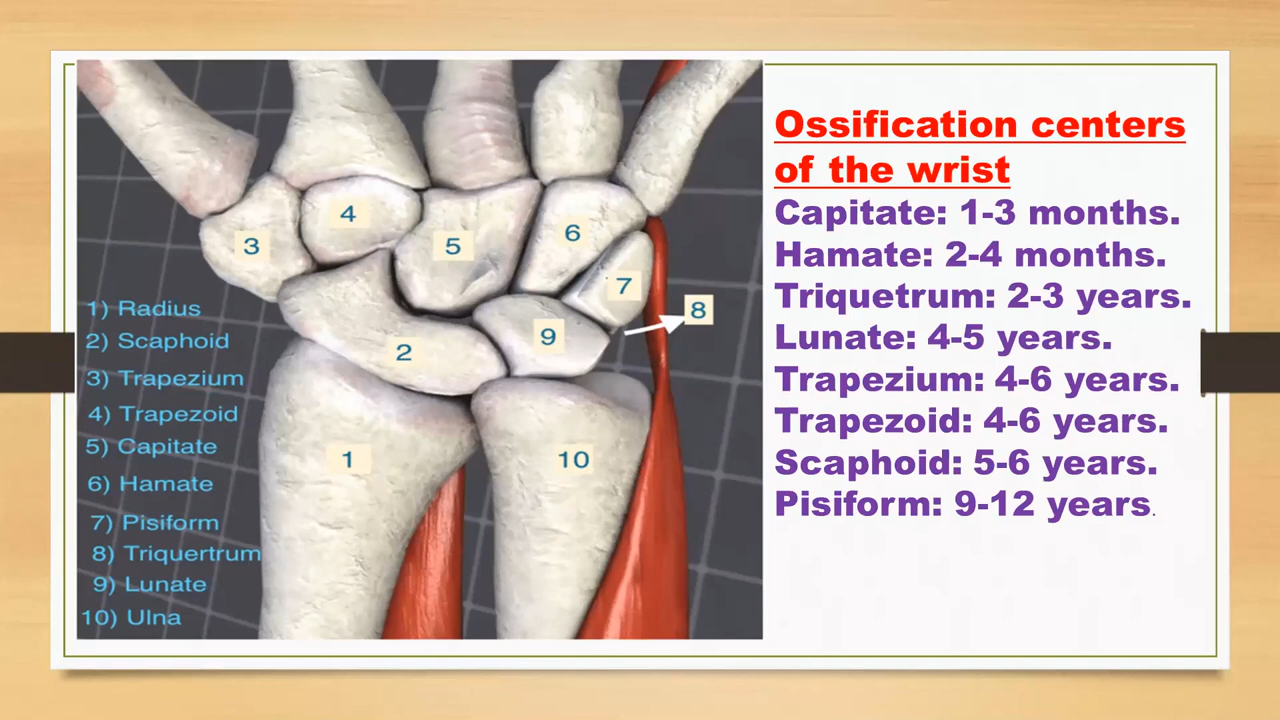 Ossification centers
of the wrist
Capitate: 1-3 months.
Hamate: 2-4 months.
Triquetrum: 2-3 years.
Lunate: 4-5 years.
Trapezium: 4-6 years.
Trapezoid: 4-6 years.
Scaphoid: 5-6 years.
Pisiform: 9-12 years.
4
3
5
6
7
8
9
2
1
10
1) Radius
2) Scaphoid
3) Trapezium
4) Trapezoid
5) Capitate
6) Hamate
7) Pisiform
8) Triquertrum
9) Lunate
10) Ulna